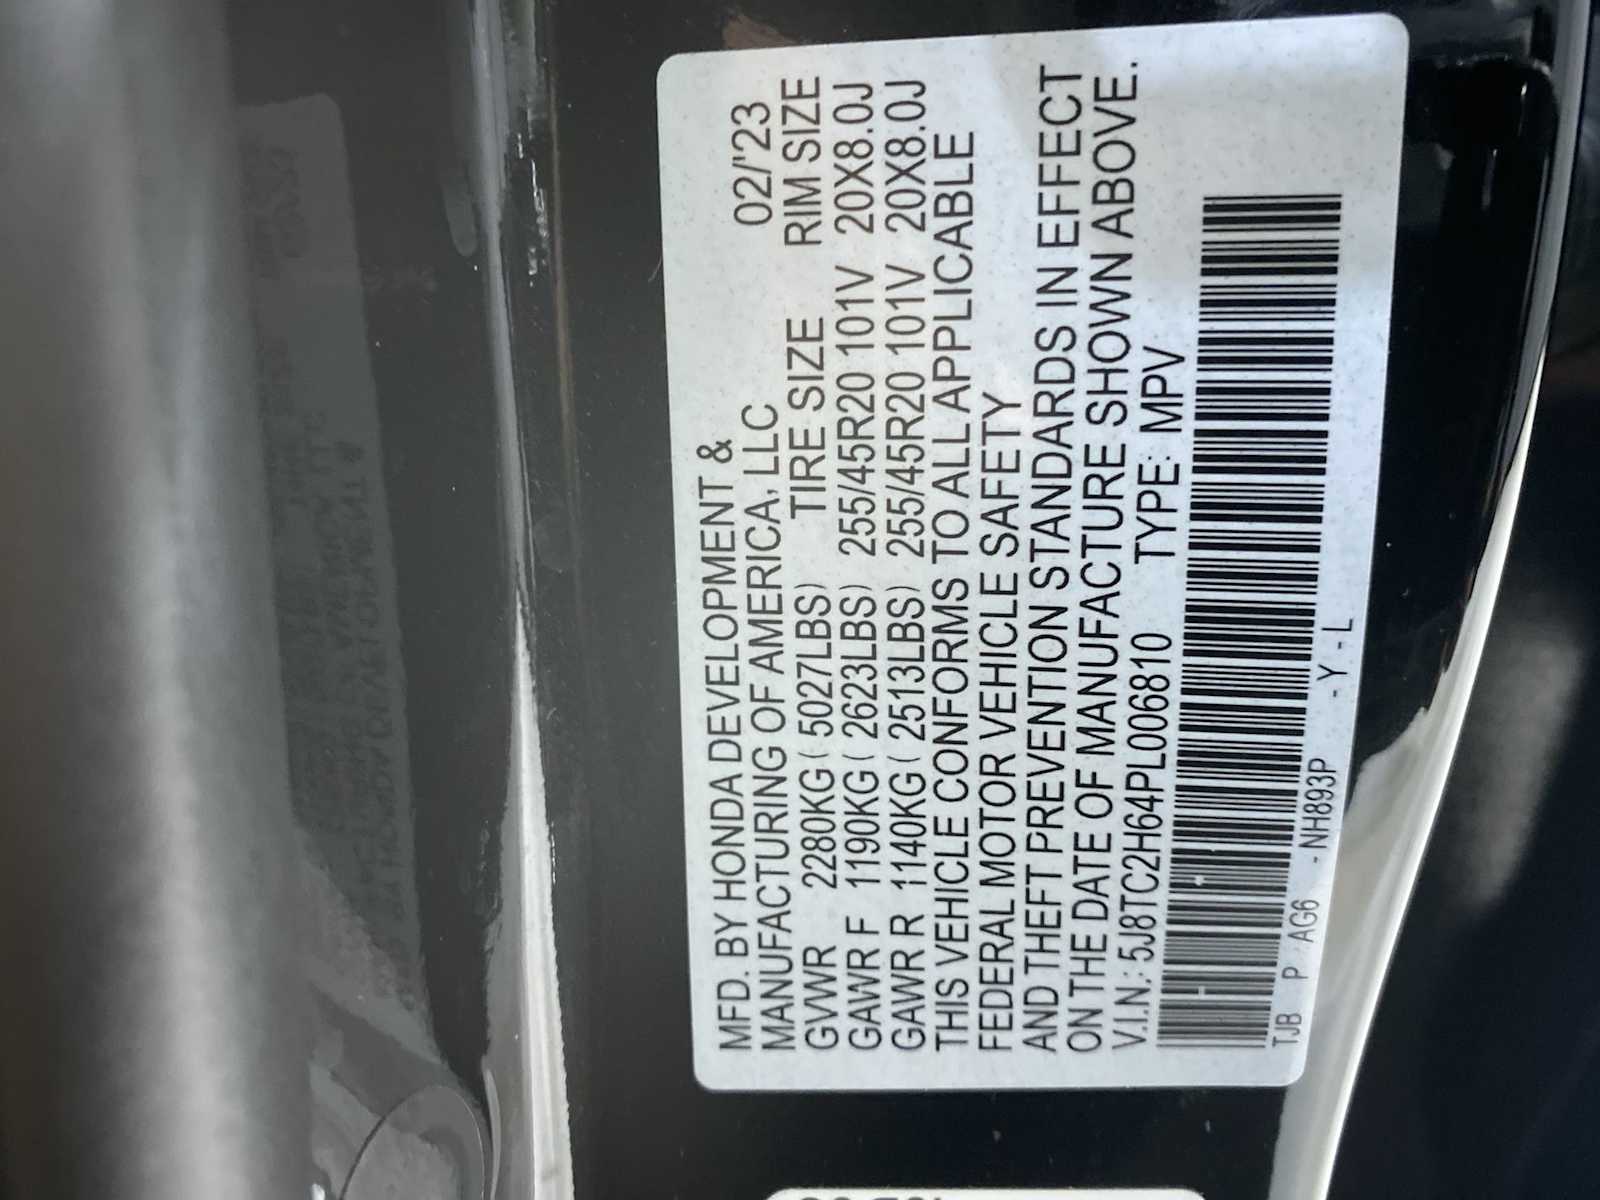 MFD. BY HONDA DEVELOPMENT &
MANUFACTURING OF AMERICA, LLC 02/'23
GVWR 2280KG ( 5027LBS) TIRE SIZE RIM SIZE
GAWR F 1190KG ( 2623LBS) 255/45R20 101V 20X8.0J
GAWR R 1140KG ( 2513LBS) 255/45R20 101V 20X8.0J
THIS VEHICLE CONFORMS TO ALL APPLICABLE
FEDERAL MOTOR VEHICLE SAFETY
AND THEFT PREVENTION STANDARDS IN EFFECT
ON THE DATE OF MANUFACTURE SHOWN ABOVE.
V.I.N.: 5J8TC2H64PL006810 TYPE: MPV
TJB P AG6 - NH893P - Y - L